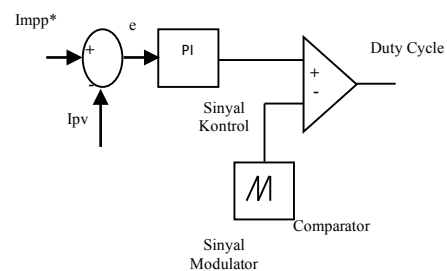 Impp*
e
+
-
Ipv
PI
Sinyal
Kontrol
+
-
Duty Cycle
Comparator
Sinyal
Modulator